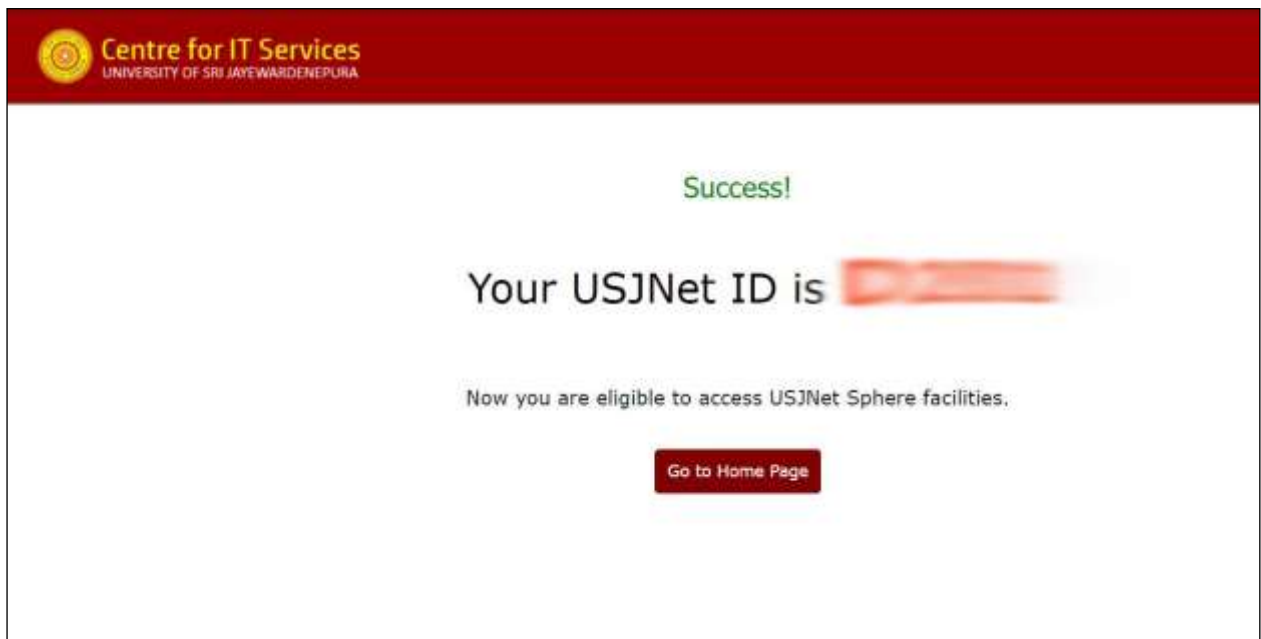 Centre for IT Services
UNIVERSITY OF SRI JAYEWARDENEPURA
Success!
Your USJNet ID is
Now you are eligible to access USJNet Sphere facilities.
Go to Home Page